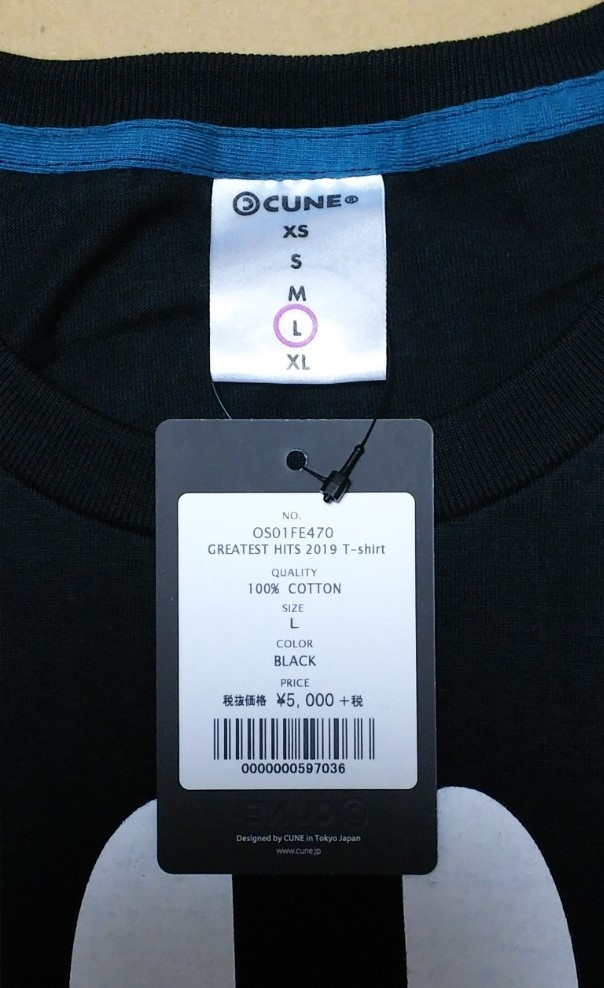 CUNE®
XS
S
M
L
XL
NO.
OS01FE470
GREATEST HITS 2019 T-shirt
QUALITY
100% COTTON
SIZE
L
COLOR
BLACK
PRICE
税抜価格 ¥5,000 +税
0000000597036
Designed by CUNE in Tokyo Japan
www.cune.jp